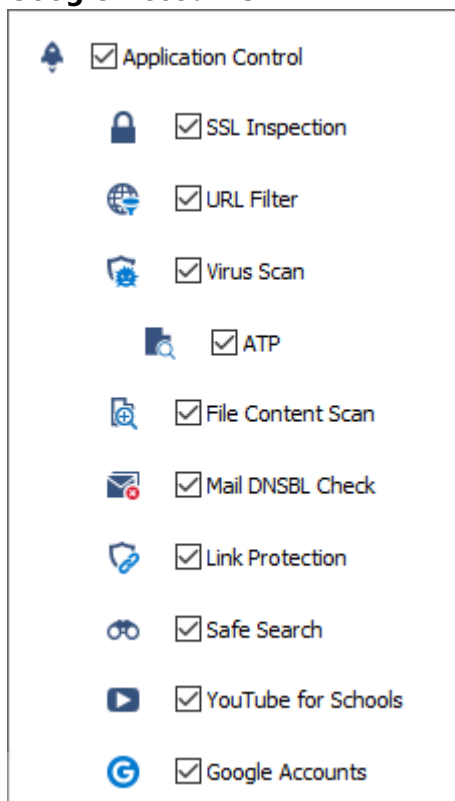 Application Control
SSL Inspection
URL Filter
Virus Scan
ATP
File Content Scan
Mail DNSBL Check
Link Protection
Safe Search
YouTube for Schools
Google Accounts